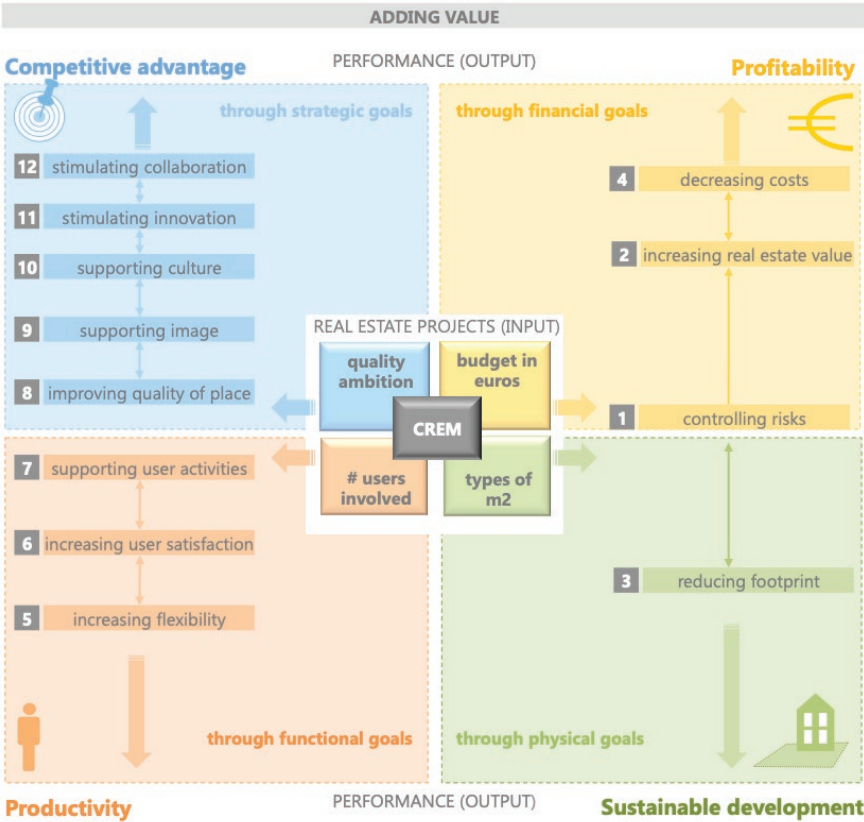 ADDING VALUE
PERFORMANCE (OUTPUT)
Competitive advantage
Profitability
through strategic goals
through financial goals
12 stimulating collaboration
11 stimulating innovation
10 supporting culture
9 supporting image
8 improving quality of place
4 decreasing costs
2 increasing real estate value
1 controlling risks
REAL ESTATE PROJECTS (INPUT)
quality
ambition
budget in
euros
CREM
# users
involved
types of
m2
7 supporting user activities
6 increasing user satisfaction
5 increasing flexibility
3 reducing footprint
through functional goals
through physical goals
Productivity
PERFORMANCE (OUTPUT)
Sustainable development